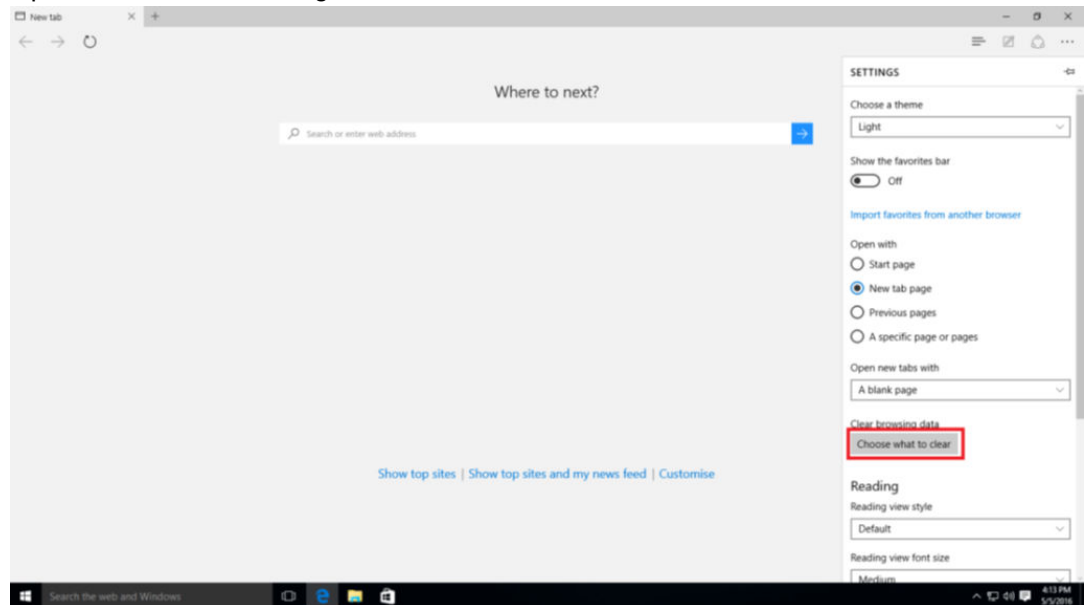 New tab
Where to next?
Search or enter web address
Show top sites | Show top sites and my news feed | Customise
SETTINGS
Choose a theme
Light
Show the favorites bar
Off
Import favorites from another browser
Open with
Start page
New tab page
Previous pages
A specific page or pages
Open new tabs with
A blank page
Clear browsing data
Choose what to clear
Reading
Reading view style
Default
Reading view font size
Medium
Search the web and Windows
4:13 PM
5/5/2016